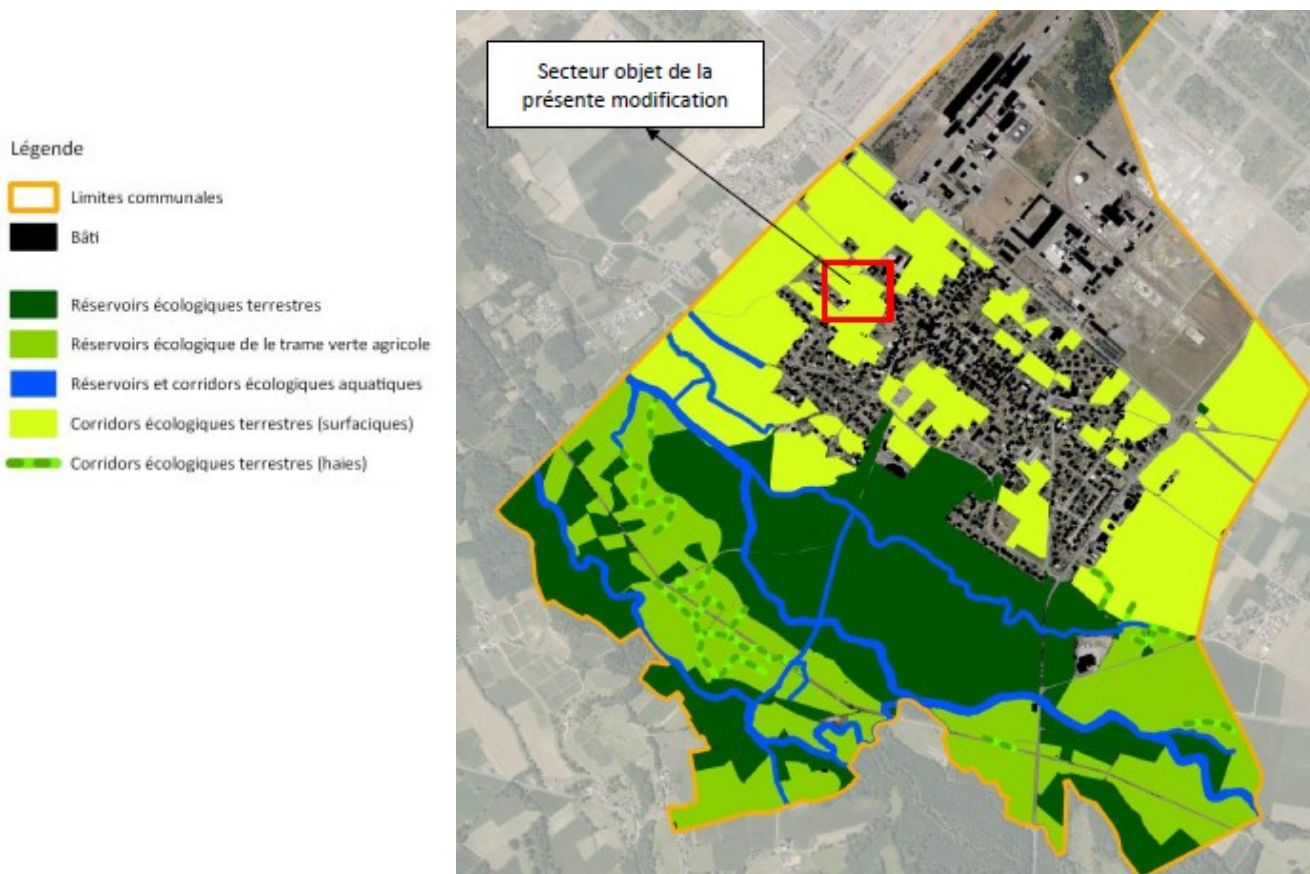 Secteur objet de la
présente modification
Légende
Limites communales
Bâti
Réservoirs écologiques terrestres
Réservoirs écologique de le trame verte agricole
Réservoirs et corridors écologiques aquatiques
Corridors écologiques terrestres (surfaciques)
Corridors écologiques terrestres (haies)